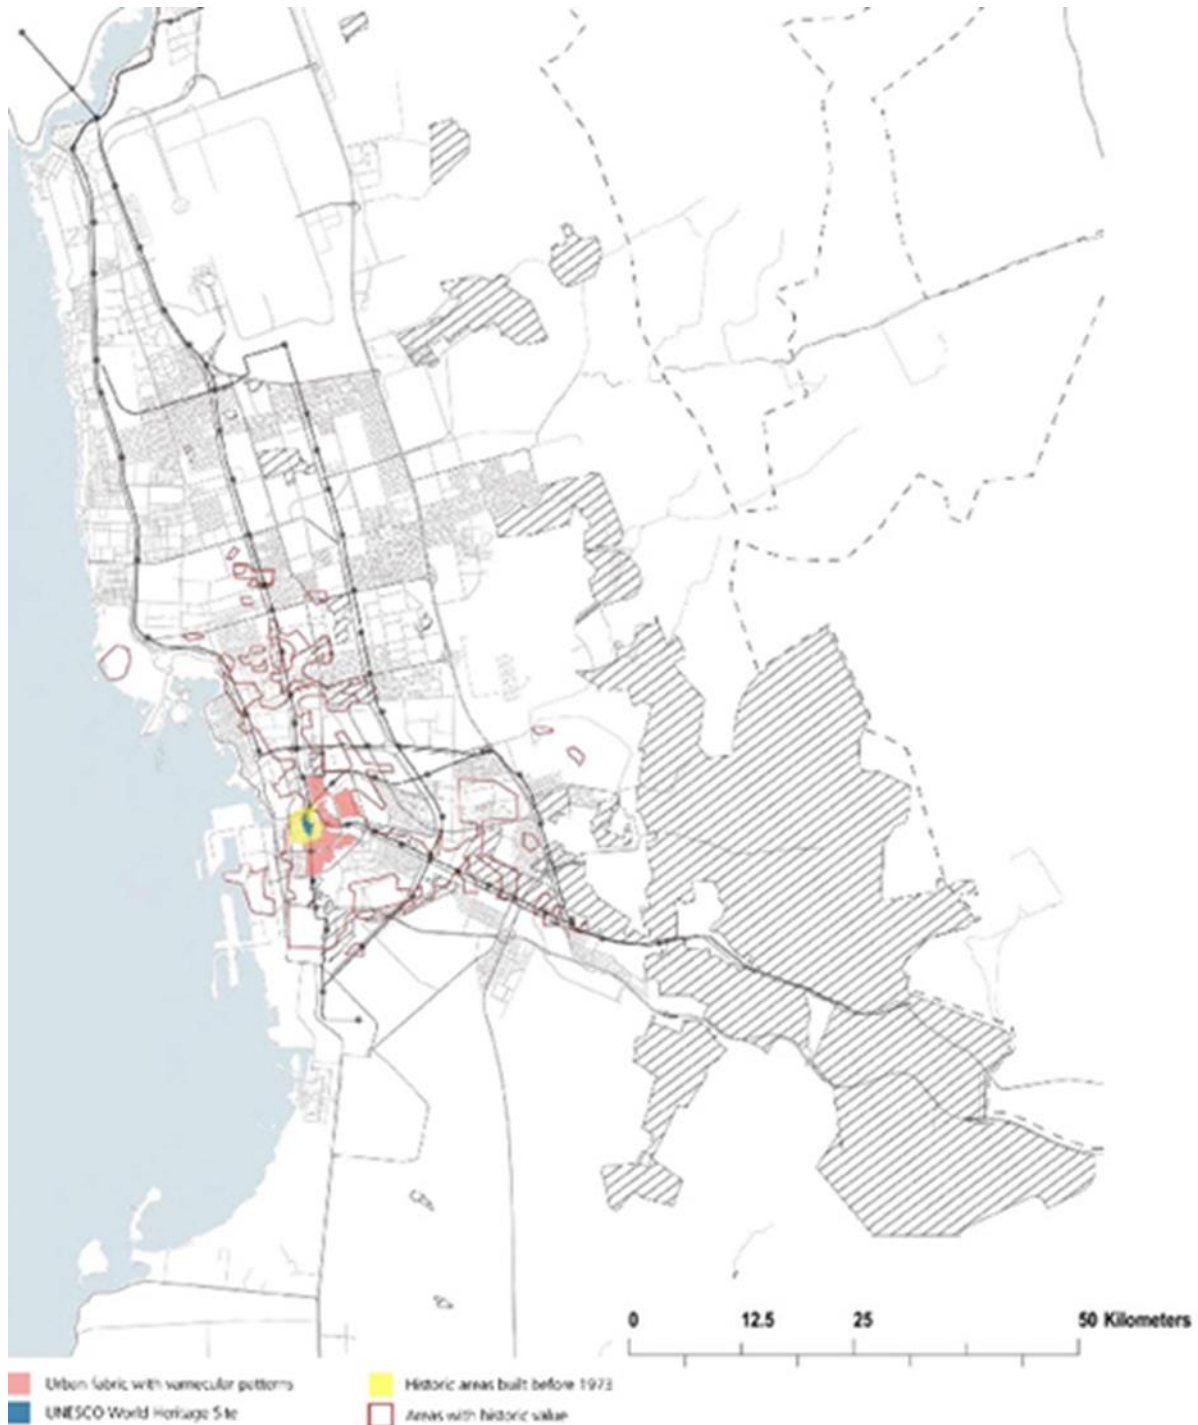 0 12.5 25 50 Kilometers
Urban fabric with vernecular patterns
Historic areas built before 1973
UNESCO World Heritage Site
Areas with historic value